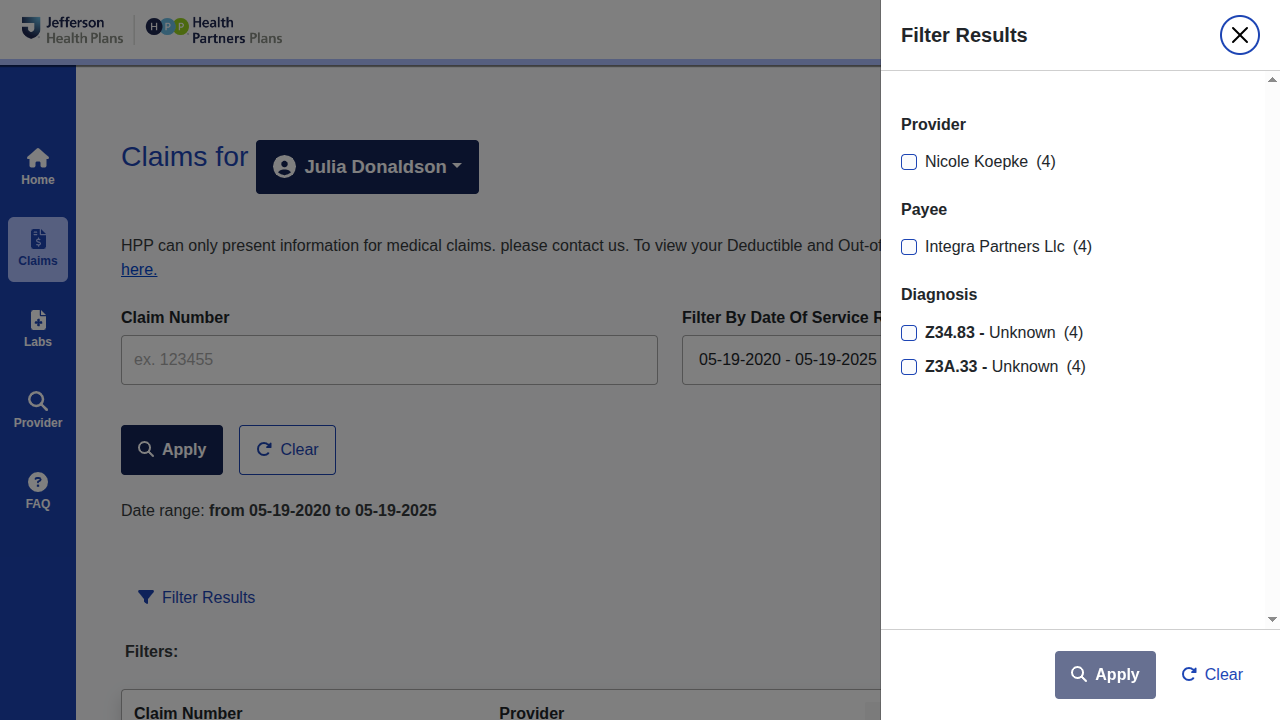 Jefferson
Health Plans
HPP Health
Partners Plans
Filter Results
Home
Claims
Labs
Provider
FAQ
Claims for Julia Donaldson
HPP can only present information for medical claims. please contact us. To view your Deductible and Out-of
here.
Claim Number
Filter By Date Of Service R
ex. 123455
05-19-2020 - 05-19-2025
Apply
Clear
Date range: from 05-19-2020 to 05-19-2025
Filter Results
Filters:
Claim Number
Provider
Provider
Nicole Koepke (4)
Payee
Integra Partners Llc (4)
Diagnosis
Z34.83 - Unknown (4)
Z3A.33 - Unknown (4)
Apply
Clear